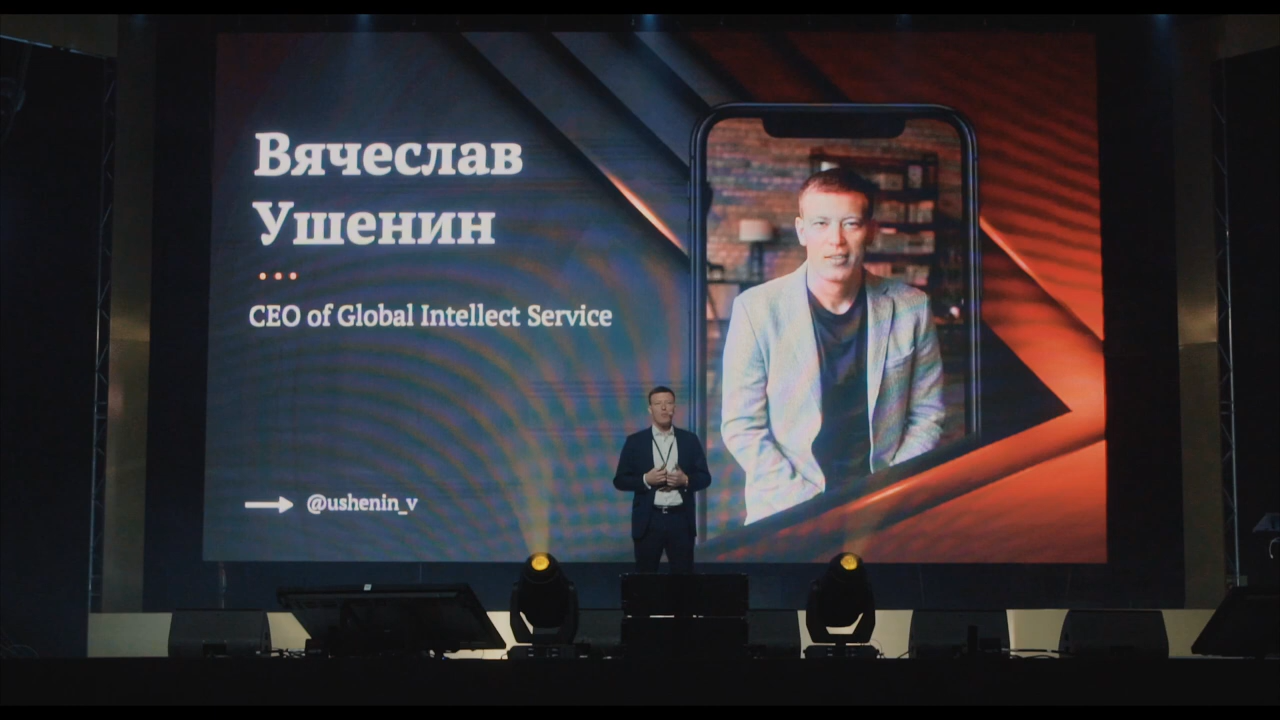 Вячеслав
Ушенин
CEO of Global Intellect Service
@ushenin_v